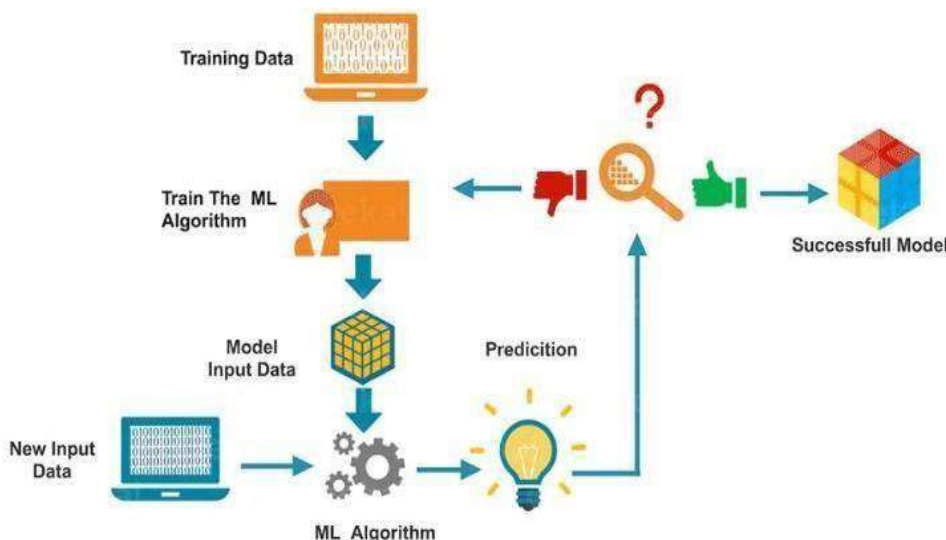 Training Data
?
Train The ML
Algorithm
Successfull Model
Model
Input Data
Predicition
New Input
Data
ML Algorithm